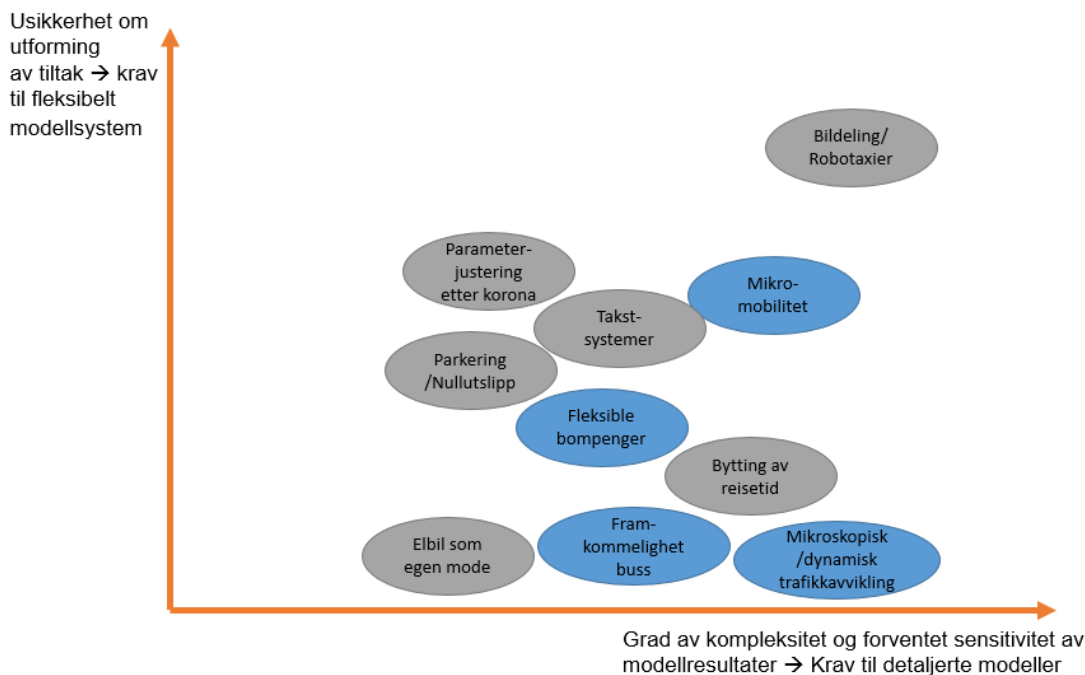 Usikkerhet om
utforming
av tiltak → krav
til fleksibelt
modellsystem
Bildeling/
Robotaxier
Parameter-
justering
etter korona
Mikro-
mobilitet
Takst-
systemer
Parkering
/Nullutslipp
Fleksible
bompenger
Bytting av
reisetid
Elbil som
egen mode
Fram-
kommelighet
buss
Mikroskopisk
/dynamisk
trafikkavvikling
Grad av kompleksitet og forventet sensitivitet av
modellresultater → Krav til detaljerte modeller